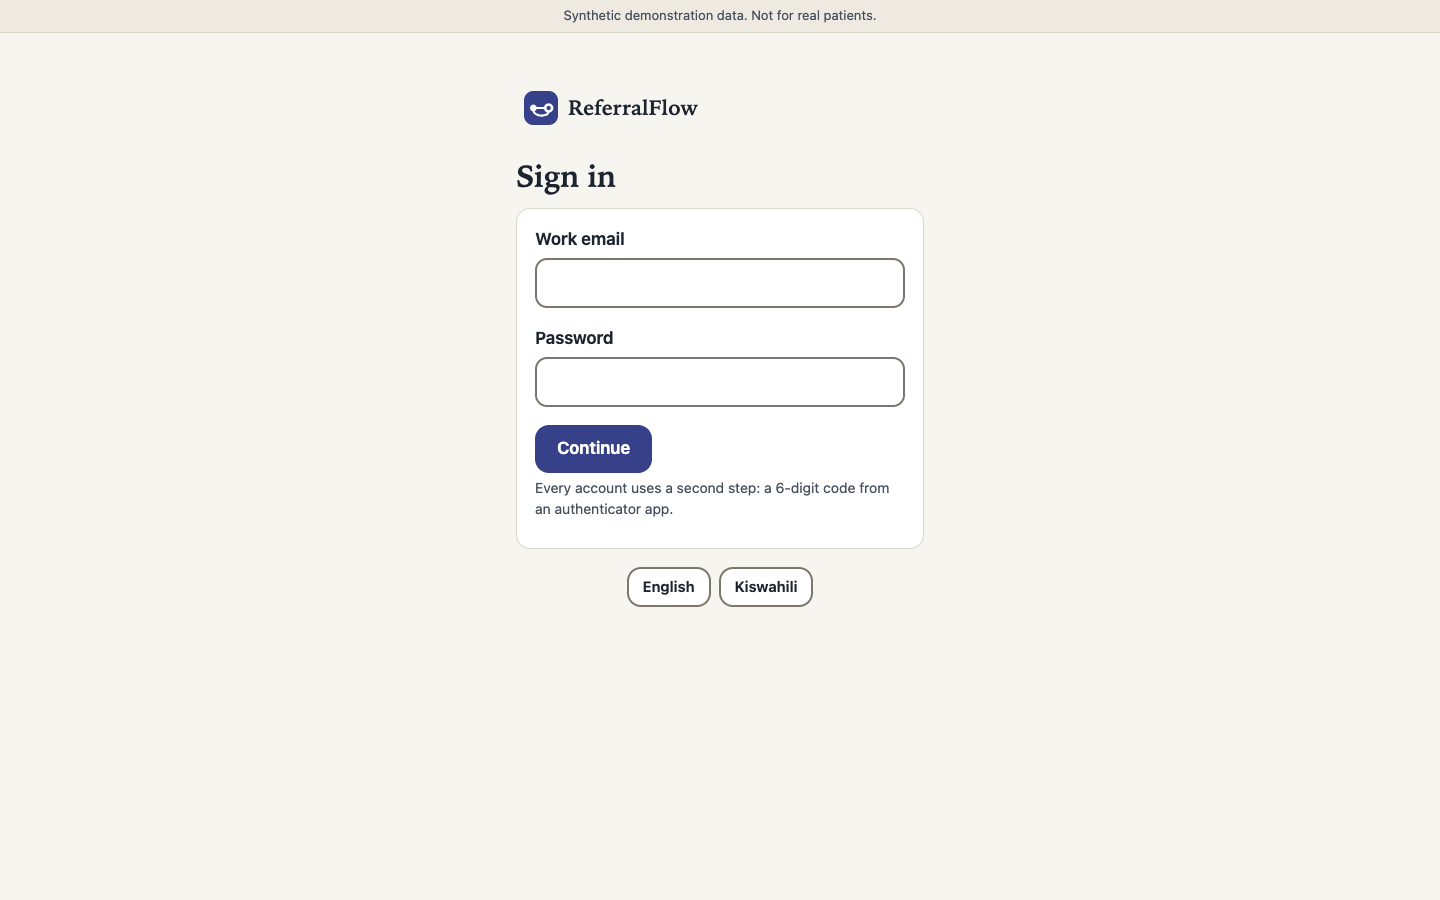 Synthetic demonstration data. Not for real patients.
ReferralFlow
Sign in
Work email
Password
Continue
Every account uses a second step: a 6-digit code from
an authenticator app.
English
Kiswahili